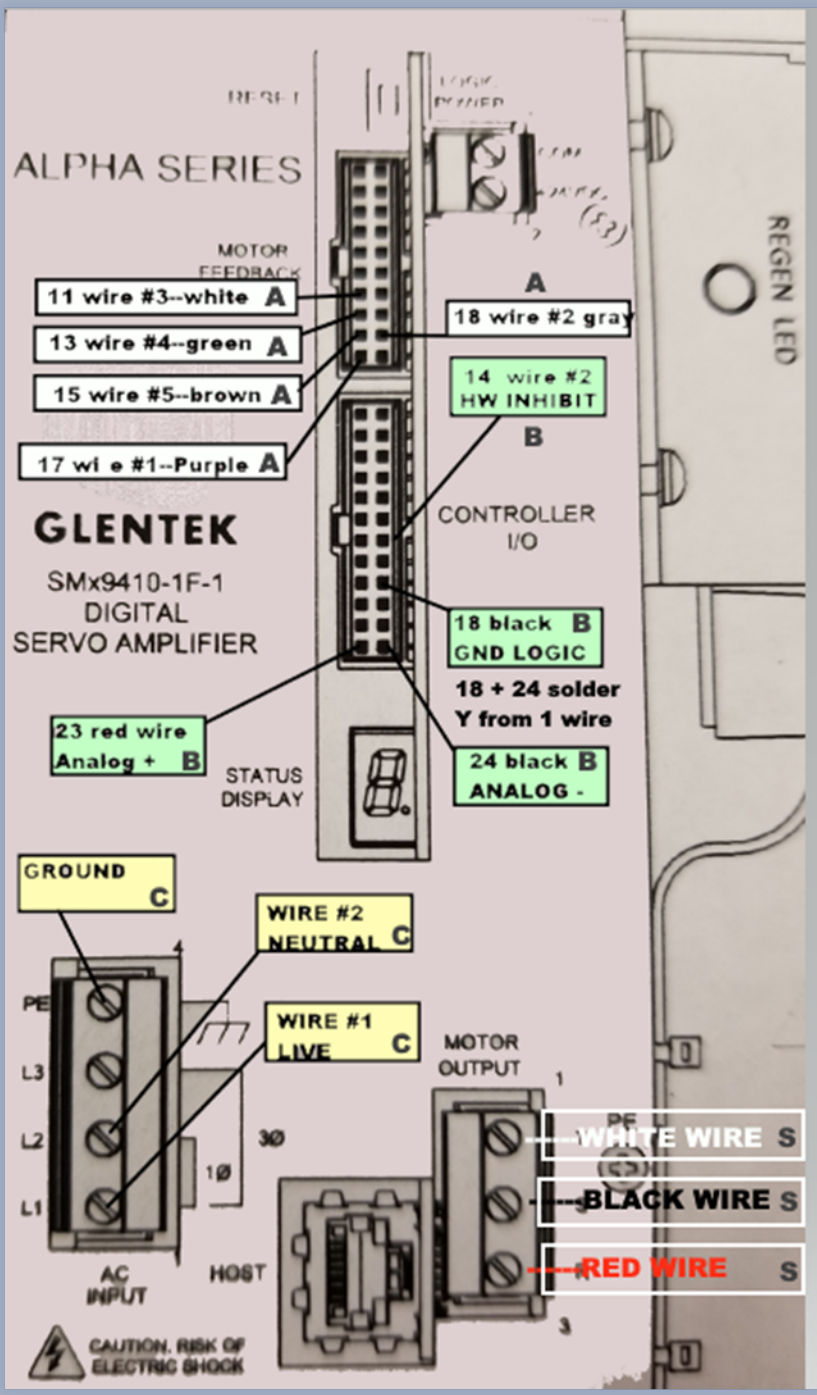 RESET
LOGIC
POWER
ALPHA SERIES
MOTOR
FEEDBACK
11 wire #3--white A
13 wire #4--green A
15 wire #5--brown A
17 wi e #1--Purple A
A
18 wire #2 gray
14 wire #2
HW INHIBIT
B
REGEN LED
GLENTEK
SMx9410-1F-1
DIGITAL
SERVO AMPLIFIER
CONTROLLER
I/O
18 black B
GND LOGIC
18 + 24 solder
Y from 1 wire
23 red wire
Analog + B
24 black B
ANALOG -
STATUS
DISPLAY
8.
GROUND
C
WIRE #2
NEUTRAL C
WIRE #1
LIVE C
4
PE
L3
L2
L1
3Ø
1Ø
AC
INPUT
HOST
MOTOR
OUTPUT
1
PE
WHITE WIRE S
BLACK WIRE S
RED WIRE S
3
CAUTION. RISK OF
ELECTRIC SHOCK